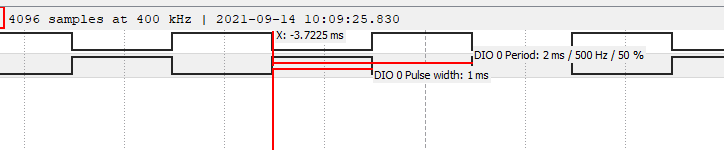 4096 samples at 400 kHz | 2021-09-14 10:09:25.830
X: -3.7225 ms
DIO 0 Period: 2 ms / 500 Hz / 50 %
DIO 0 Pulse width: 1 ms